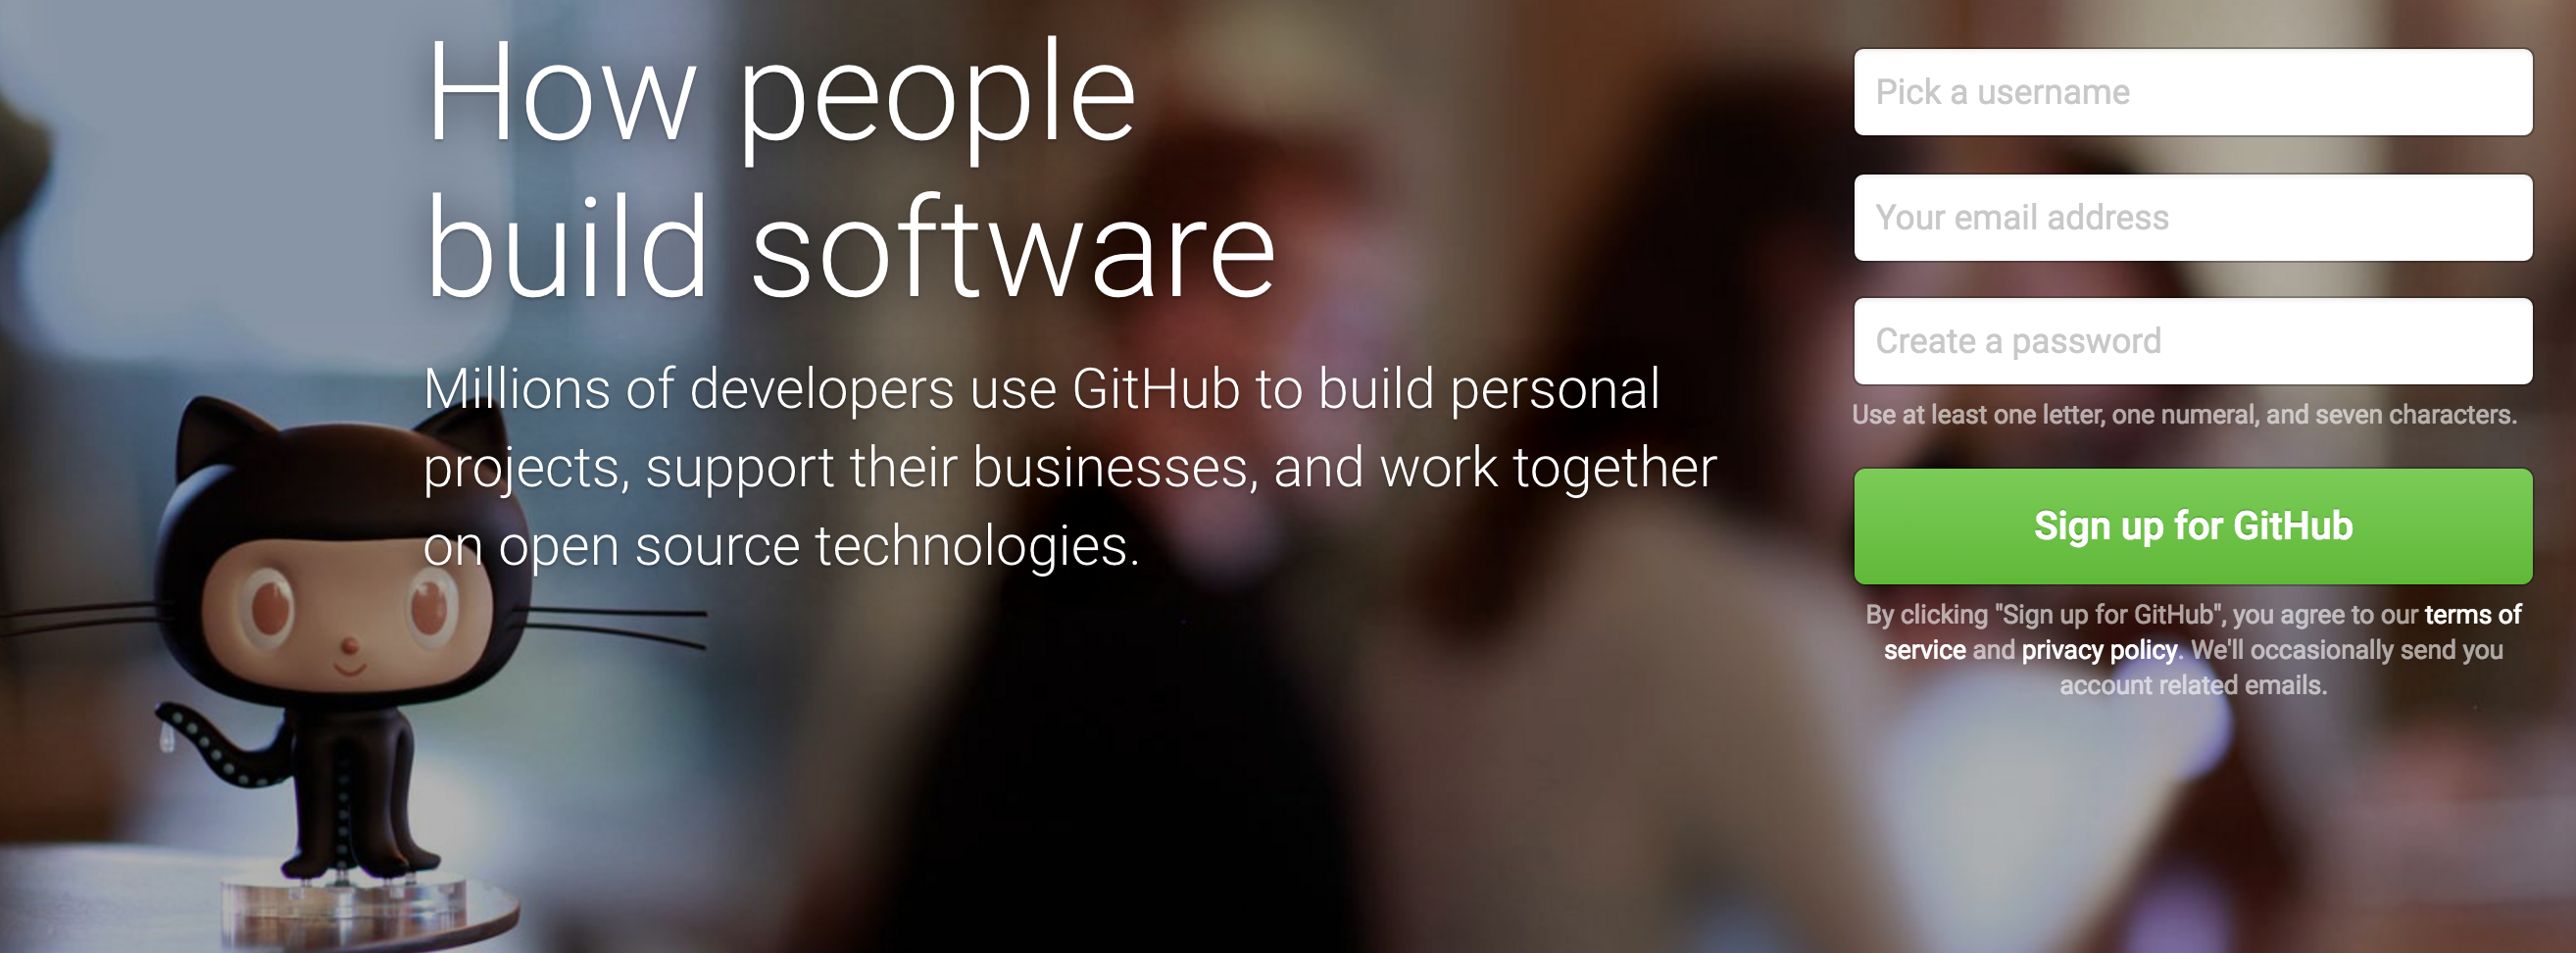 How people
build software
Millions of developers use GitHub to build personal
projects, support their businesses, and work together
on open source technologies.
Pick a username
Your email address
Create a password
Use at least one letter, one numeral, and seven characters.
Sign up for GitHub
By clicking "Sign up for GitHub", you agree to our terms of
service and privacy policy. We'll occasionally send you
account related emails.